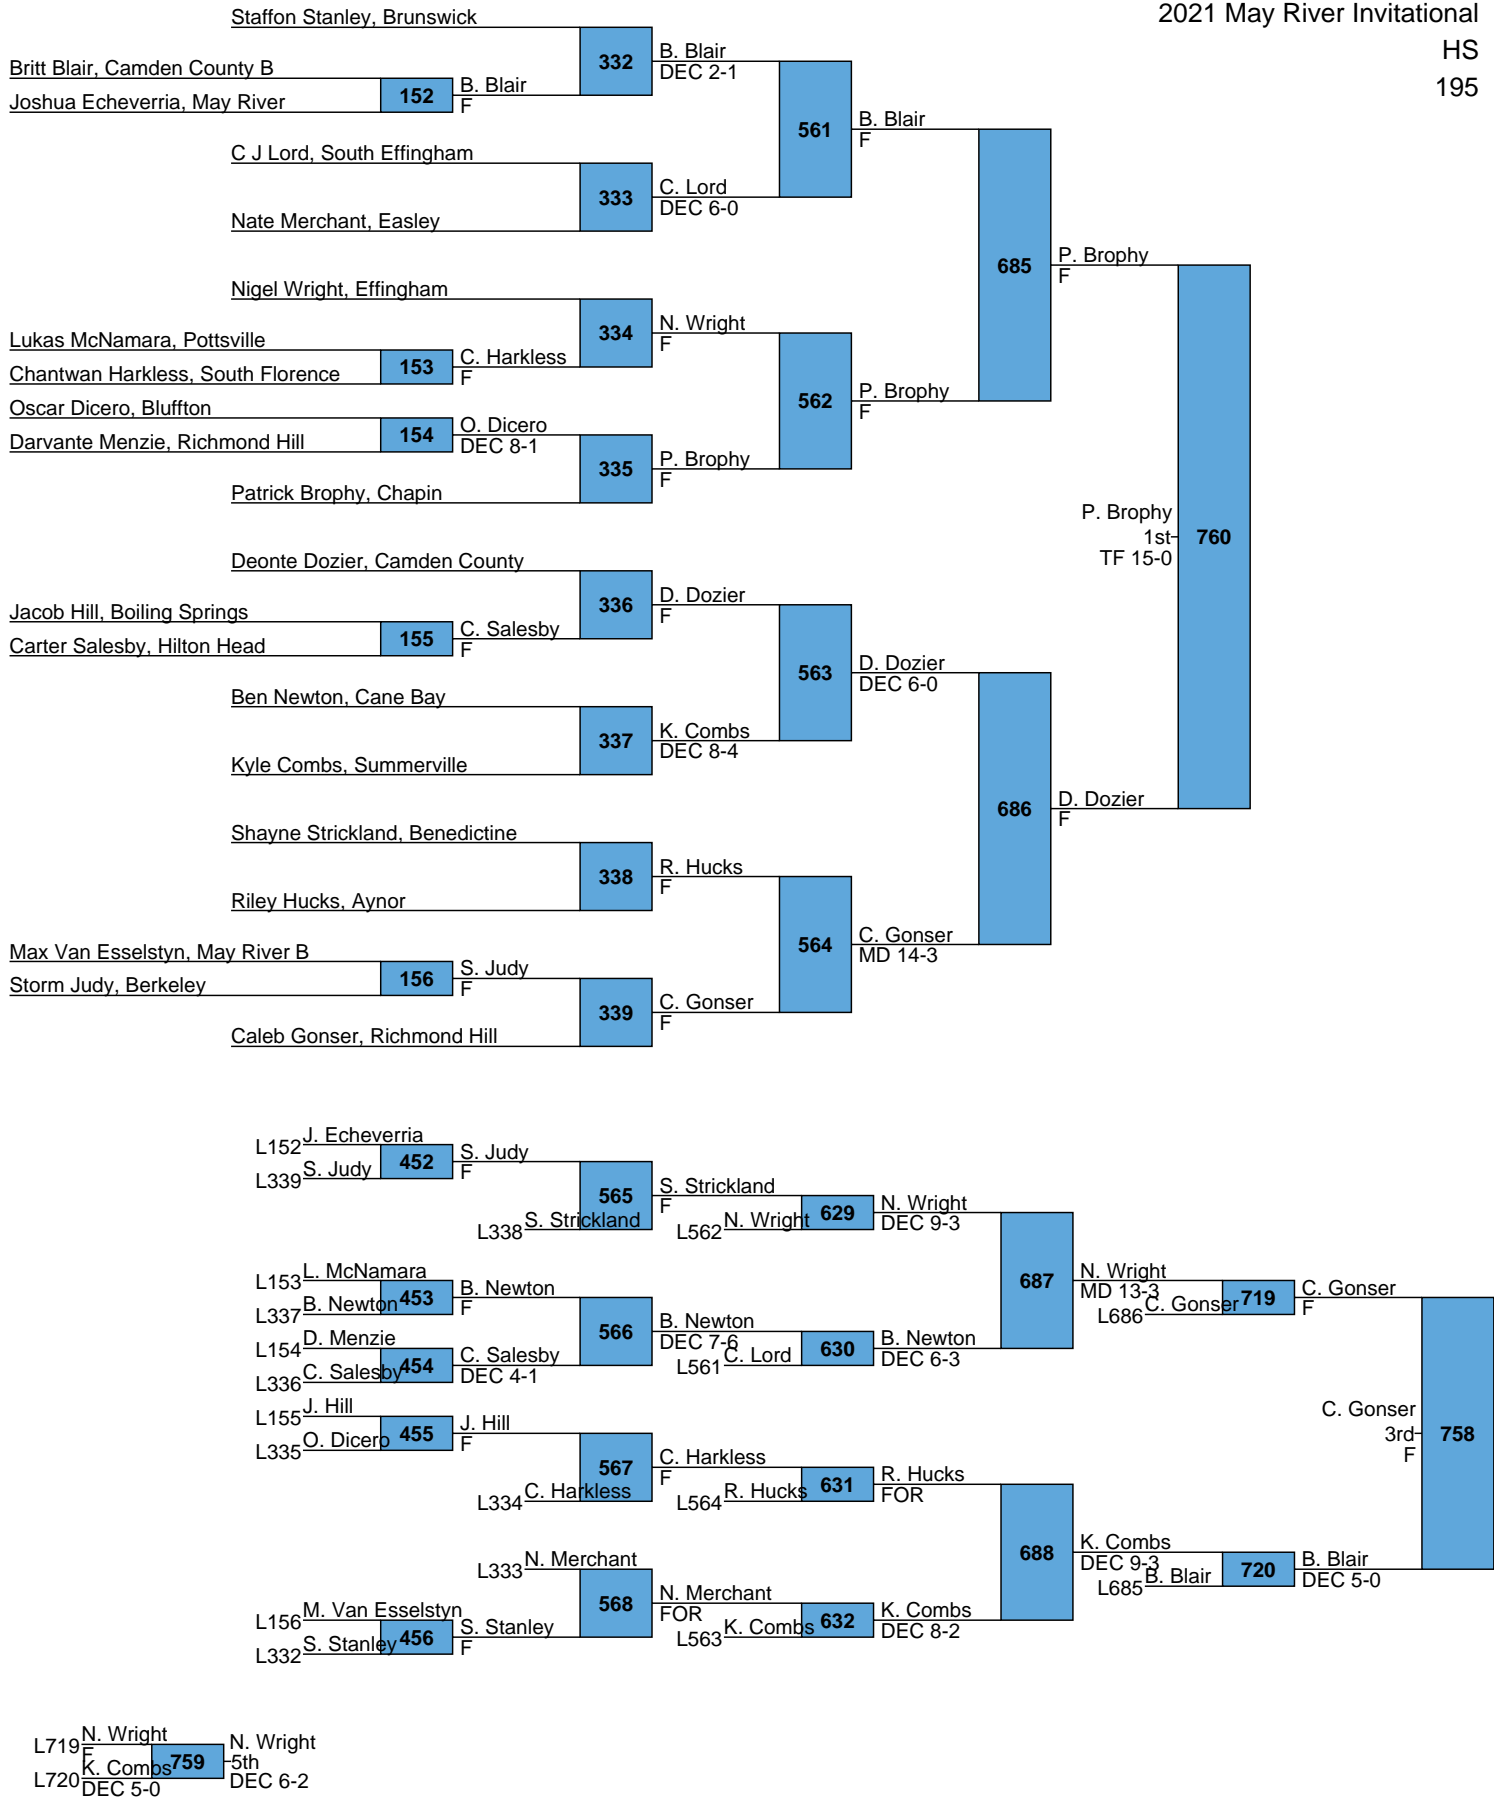 2021 May River Invitational
HS
195
Staffon Stanley, Brunswick
332
B. Blair
DEC 2-1
Britt Blair, Camden County B
Joshua Echeverria, May River
152
B. Blair
F
561
B. Blair
F
C J Lord, South Effingham
333
C. Lord
DEC 6-0
Nate Merchant, Easley
685
P. Brophy
F
Nigel Wright, Effingham
334
N. Wright
F
Lukas McNamara, Pottsville
Chantwan Harkless, South Florence
153
C. Harkless
F
562
P. Brophy
F
Oscar Dicero, Bluffton
Darvante Menzie, Richmond Hill
154
O. Dicero
DEC 8-1
335
P. Brophy
F
Patrick Brophy, Chapin
P. Brophy
1st
TF 15-0
760
Deonte Dozier, Camden County
336
D. Dozier
F
Jacob Hill, Boiling Springs
Carter Salesby, Hilton Head
155
C. Salesby
F
563
D. Dozier
DEC 6-0
Ben Newton, Cane Bay
337
K. Combs
DEC 8-4
Kyle Combs, Summerville
686
D. Dozier
F
Shayne Strickland, Benedictine
338
R. Hucks
F
Riley Hucks, Aynor
564
C. Gonser
MD 14-3
Max Van Esselstyn, May River B
Storm Judy, Berkeley
156
S. Judy
F
339
C. Gonser
F
Caleb Gonser, Richmond Hill
L152
J. Echeverria
452
S. Judy
F
L339
S. Judy
565
S. Strickland
F
L338
S. Strickland
L562
N. Wright
629
N. Wright
DEC 9-3
L153
L. McNamara
453
B. Newton
F
L337
B. Newton
687
N. Wright
MD 13-3
L686
C. Gonser
719
C. Gonser
F
566
B. Newton
DEC 7-6
L154
D. Menzie
454
C. Salesby
DEC 4-1
L336
C. Salesby
L561
C. Lord
630
B. Newton
DEC 6-3
L155
J. Hill
455
J. Hill
F
L335
O. Dicero
C. Gonser
3rd
F
758
567
C. Harkless
F
L334
C. Harkless
L564
R. Hucks
631
R. Hucks
FOR
688
K. Combs
DEC 9-3
L685
B. Blair
720
B. Blair
DEC 5-0
L333
N. Merchant
568
N. Merchant
FOR
L156
M. Van Esselstyn
456
S. Stanley
F
L332
S. Stanley
L563
K. Combs
632
K. Combs
DEC 8-2
L719
N. Wright
F
759
N. Wright
5th
DEC 6-2
L720
K. Combs
DEC 5-0